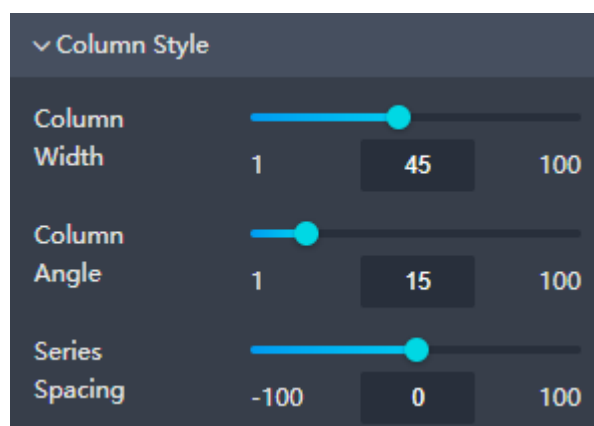 Column Style
Column
Width
1 45 100
Column
Angle
1 15 100
Series
Spacing
-100 0 100